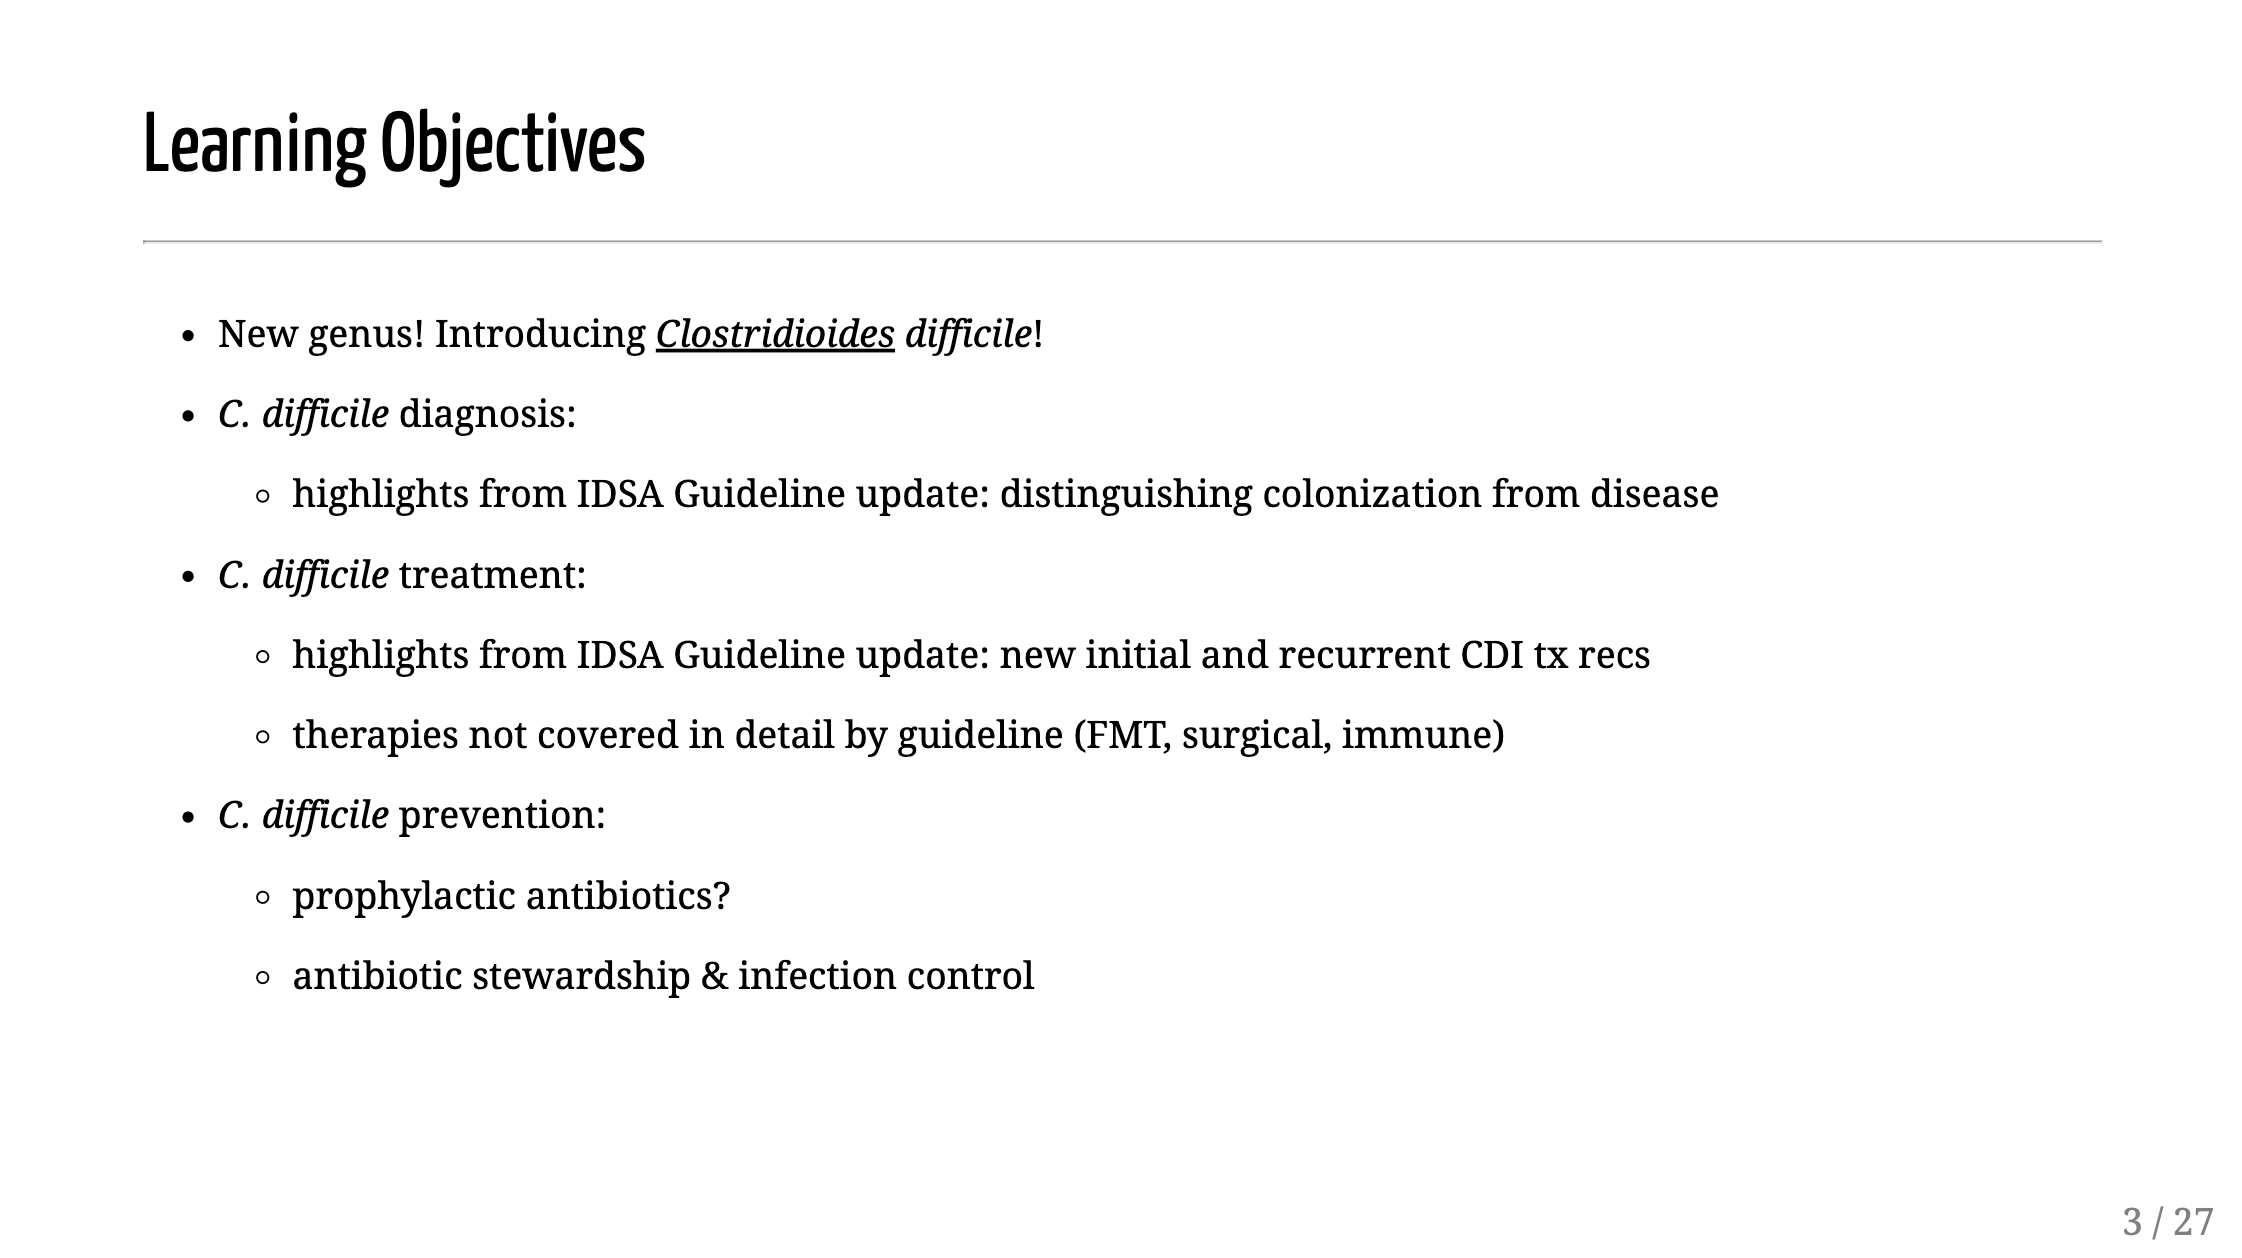 Learning Objectives
New genus! Introducing Clostridioides difficile!
C. difficile diagnosis:
highlights from IDSA Guideline update: distinguishing colonization from disease
C. difficile treatment:
highlights from IDSA Guideline update: new initial and recurrent CDI tx recs
therapies not covered in detail by guideline (FMT, surgical, immune)
C. difficile prevention:
prophylactic antibiotics?
antibiotic stewardship & infection control
3 / 27